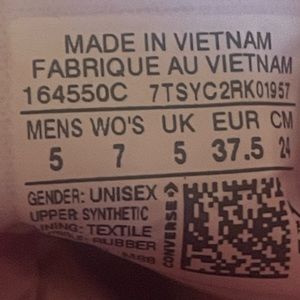 MADE IN VIETNAM
FABRIQUE AU VIETNAM
164550C 7TSYC2RK01957
MENS WO'S UK EUR CM
5 7 5 37.5 24
GENDER: UNISEX
UPPER: SYNTHETIC
LINING: TEXTILE
RUBBER
CONVERSE